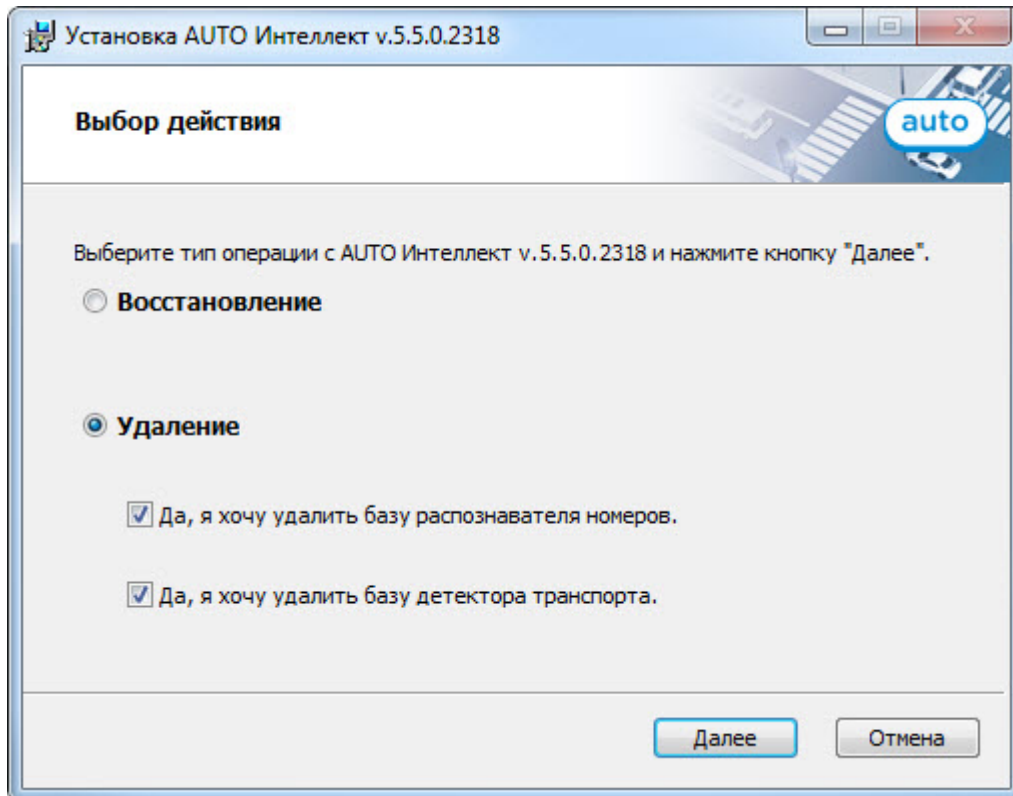 Установка AUTO Интеллект v.5.5.0.2318
Выбор действия
auto
Выберите тип операции с AUTO Интеллект v.5.5.0.2318 и нажмите кнопку "Далее".
Восстановление
Удаление
Да, я хочу удалить базу распознавателя номеров.
Да, я хочу удалить базу детектора транспорта.
Далее
Отмена